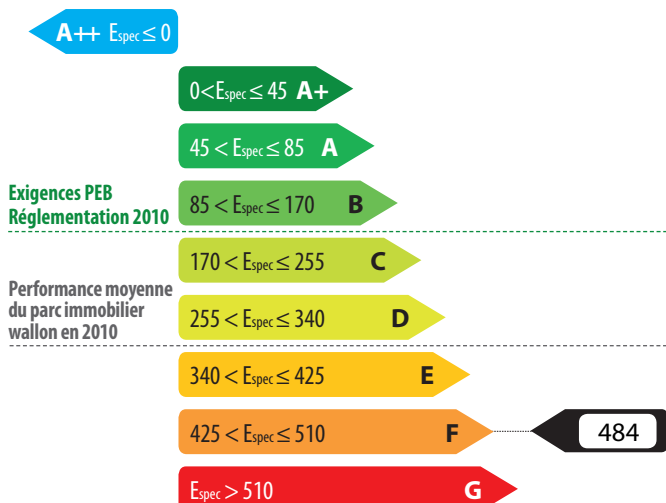 A++ Espec ≤ 0
0<Espec ≤ 45 A+
45 < Espec ≤ 85 A
Exigences PEB
Réglementation 2010
85 < Espec ≤ 170 B
170 < Espec ≤ 255 C
Performance moyenne
du parc immobilier
wallon en 2010
255 < Espec ≤ 340 D
340 < Espec ≤ 425 E
425 < Espec ≤ 510 F
484
Espec > 510 G